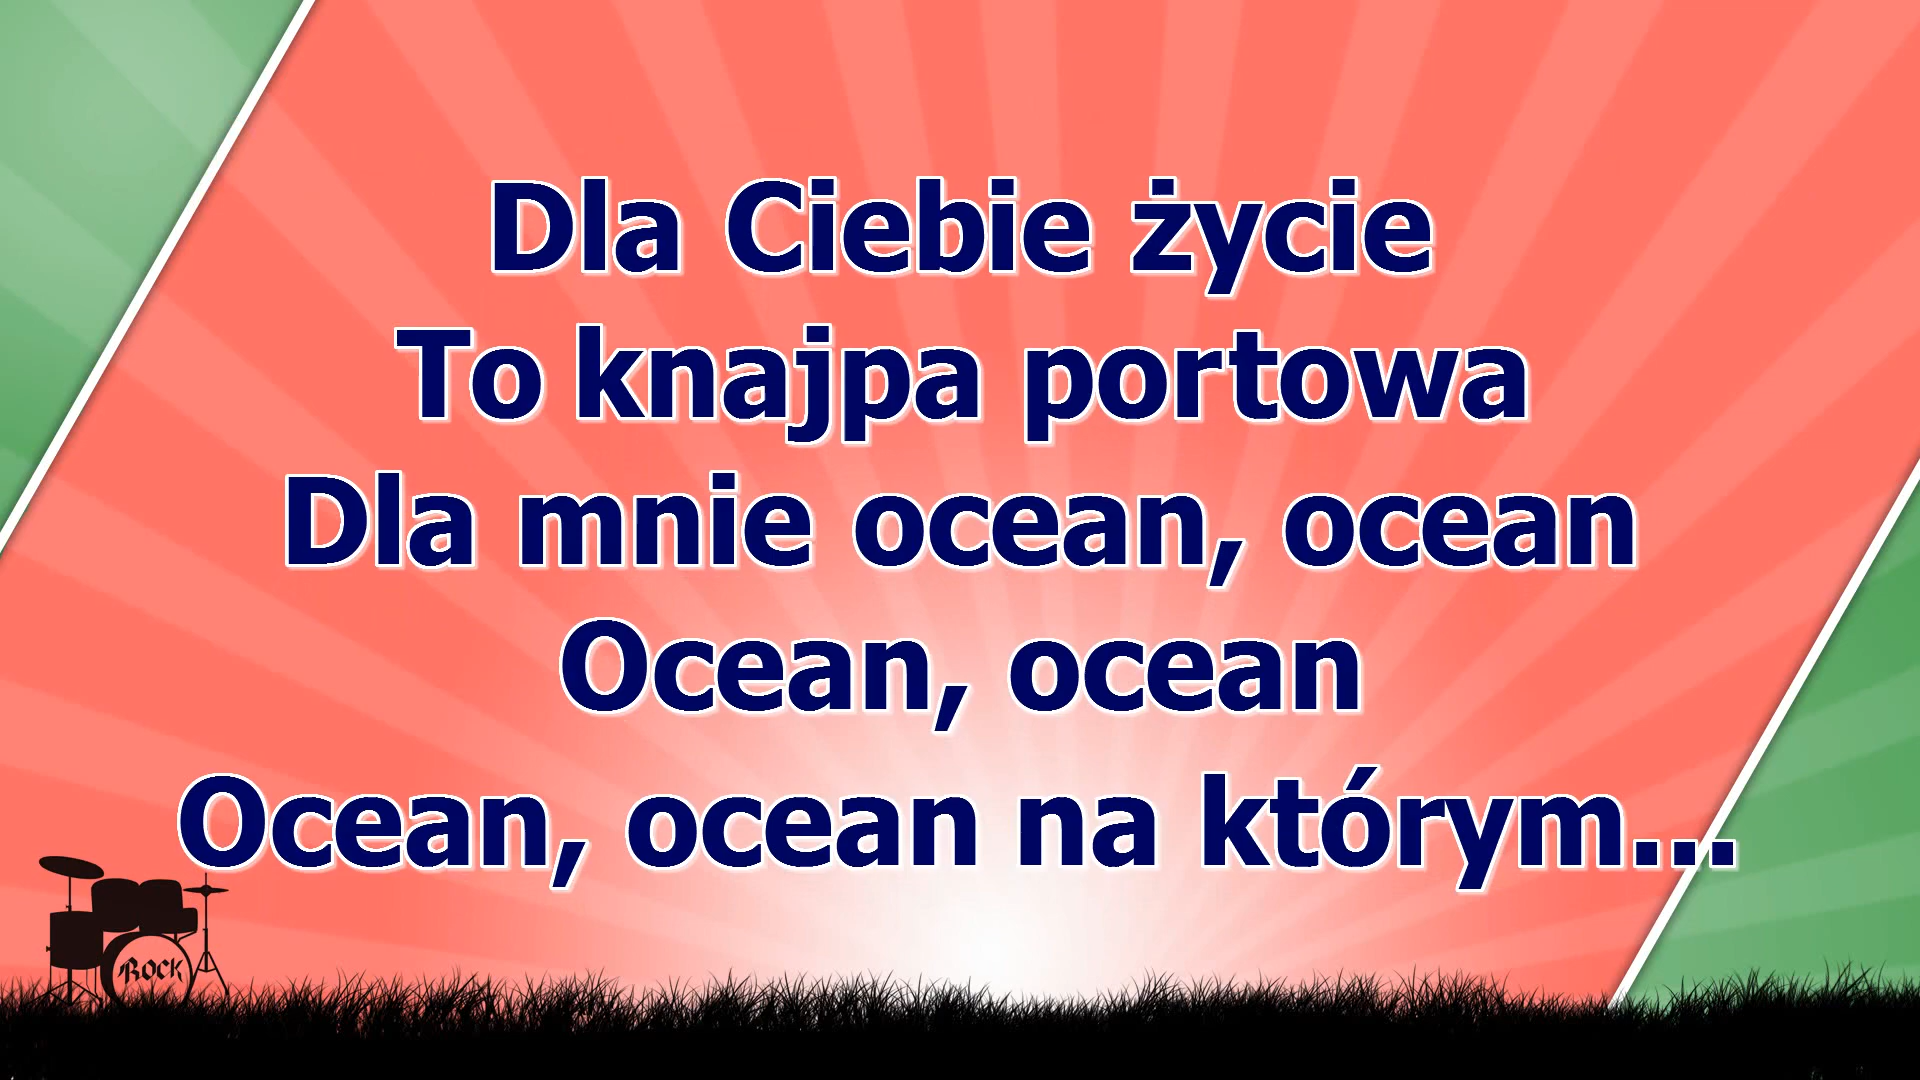 Dla Ciebie życie
To knajpa portowa
Dla mnie ocean, ocean
Ocean, ocean
Ocean, ocean na którym...
ROCK